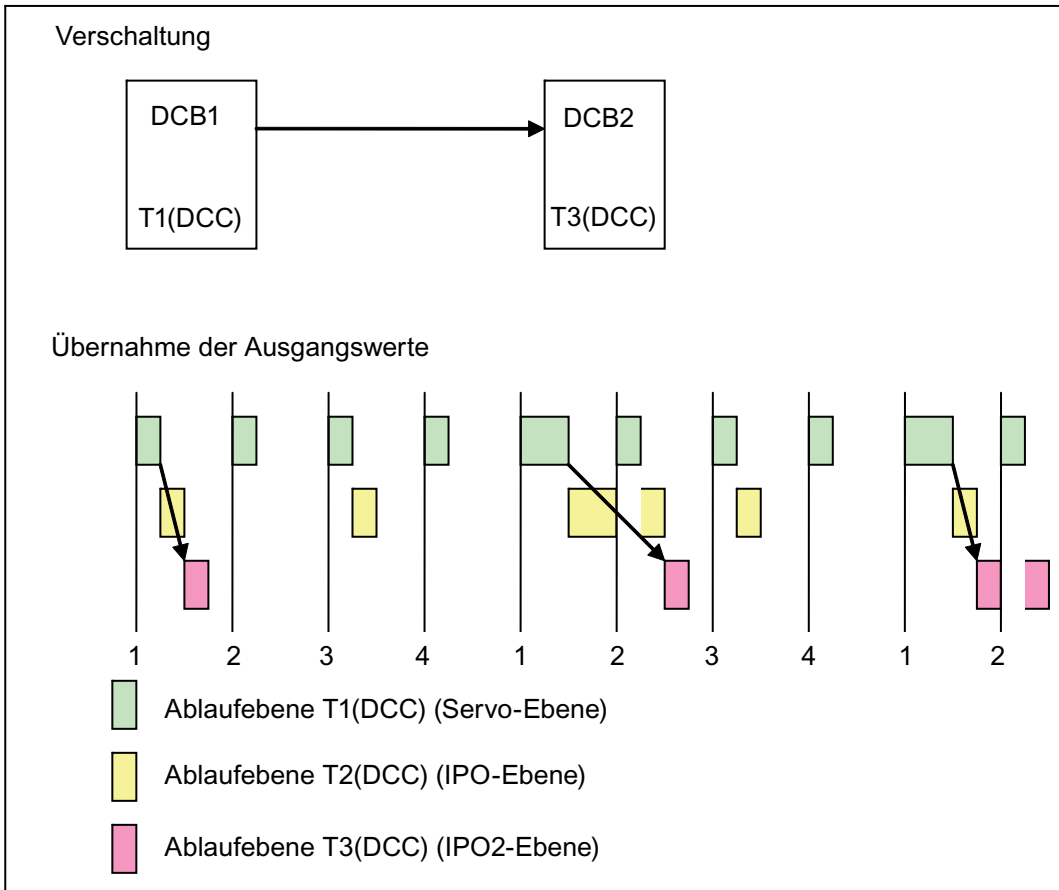 Verschaltung
DCB1
DCB2
T1(DCC)
T3(DCC)
Übernahme der Ausgangswerte
1 2 3 4 1 2 3 4 1 2
Ablaufebene T1(DCC) (Servo-Ebene)
Ablaufebene T2(DCC) (IPO-Ebene)
Ablaufebene T3(DCC) (IPO2-Ebene)